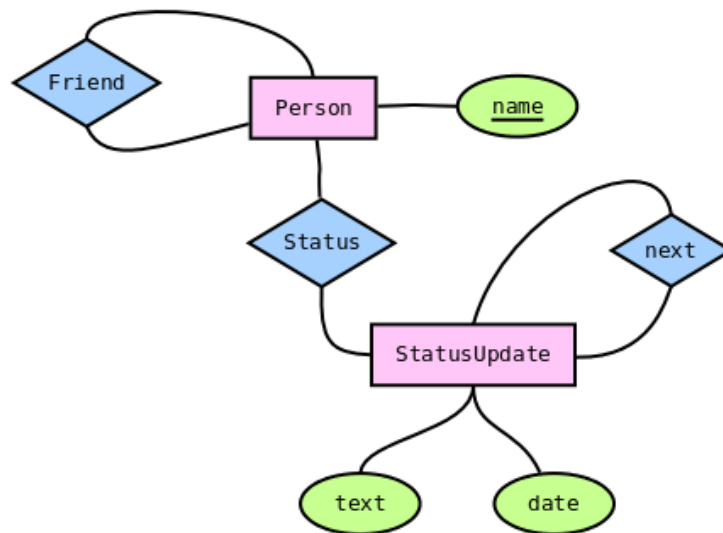 Friend
Person
name
Status
next
StatusUpdate
text
date